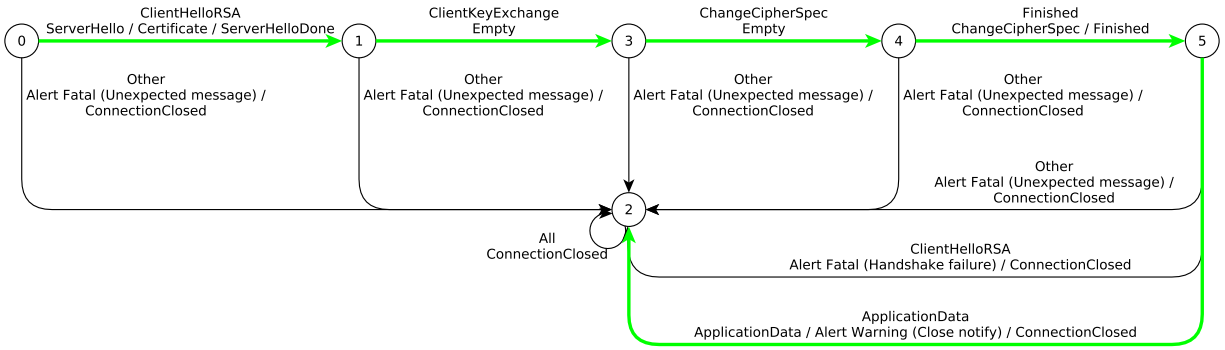 ClientHelloRSA
ServerHello / Certificate / ServerHelloDone
ClientKeyExchange
Empty
ChangeCipherSpec
Empty
Finished
ChangeCipherSpec / Finished
0
1
3
4
5
Other
Alert Fatal (Unexpected message) /
ConnectionClosed
Other
Alert Fatal (Unexpected message) /
ConnectionClosed
Other
Alert Fatal (Unexpected message) /
ConnectionClosed
Other
Alert Fatal (Unexpected message) /
ConnectionClosed
Other
Alert Fatal (Unexpected message) /
ConnectionClosed
2
All
ConnectionClosed
ClientHelloRSA
Alert Fatal (Handshake failure) / ConnectionClosed
ApplicationData
ApplicationData / Alert Warning (Close notify) / ConnectionClosed